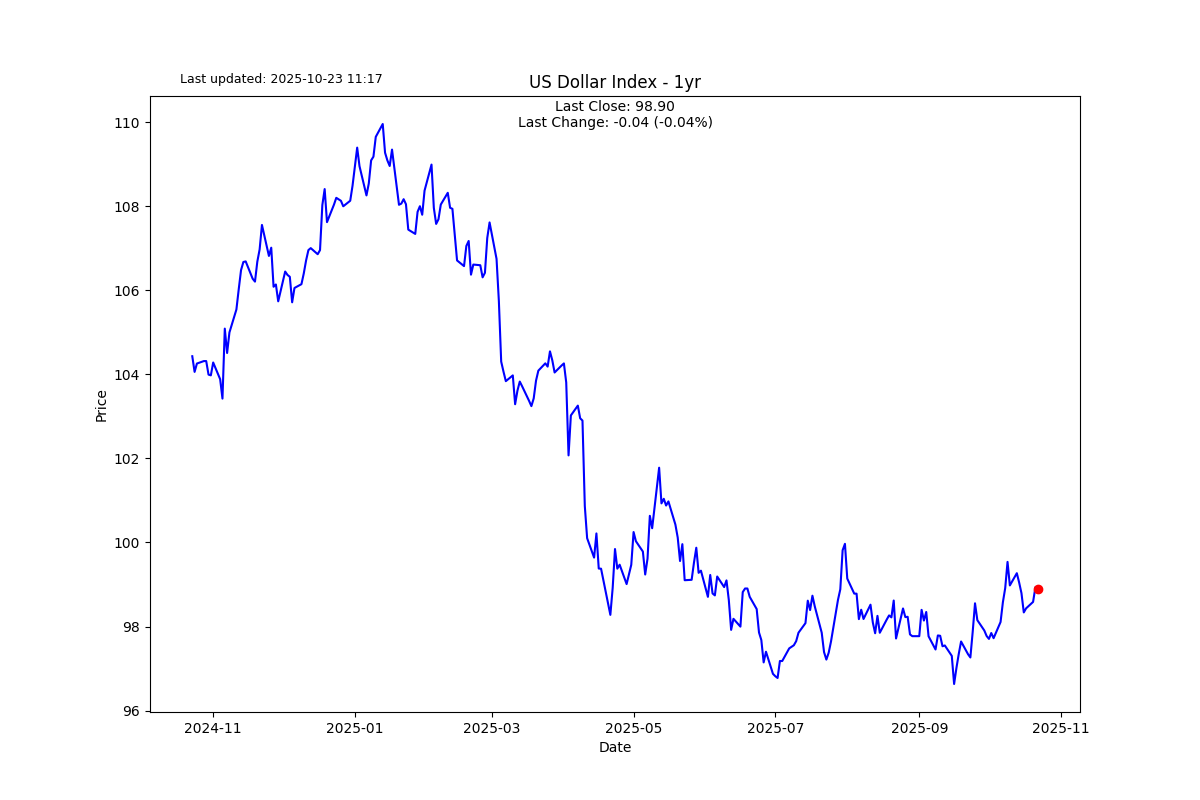 Last updated: 2025-10-23 11:17
US Dollar Index - 1yr
Last Close: 98.90
Last Change: -0.04 (-0.04%)
110
108
106
104
102
100
98
96
Price
2024-11
2025-01
2025-03
2025-05
2025-07
2025-09
2025-11
Date